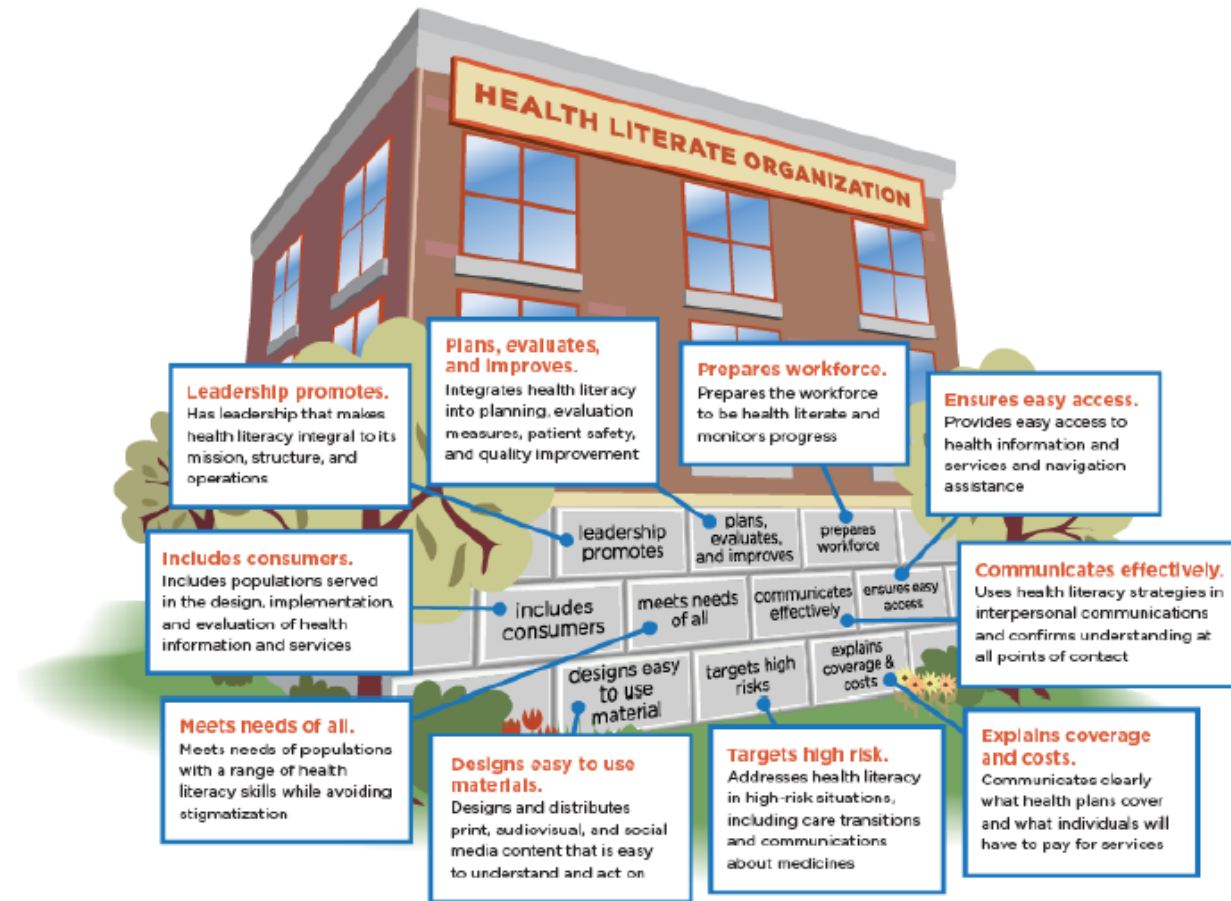 HEALTH LITERATE ORGANIZATION
Leadership promotes.
Has leadership that makes
health literacy integral to its
mission, structure, and
operations
Plans, evaluates,
and improves.
Integrates health literacy
into planning, evaluation
measures, patient safety,
and quality improvement
Prepares workforce.
Prepares the workforce
to be health literate and
monitors progress
Ensures easy access.
Provides easy access to
health information and
services and navigation
assistance
leadership
promotes
plans,
evaluates,
and improves
prepares
workforce
Includes consumers.
Includes populations served
in the design, implementation,
and evaluation of health
information and services
includes
consumers
meets needs
of all
communicates
effectively
ensures easy
access
Communicates effectively.
Uses health literacy strategies in
interpersonal communications
and confirms understanding at
all points of contact
designs easy
to use
material
targets high
risks
explains
coverage &
costs
Meets needs of all.
Meets needs of populations
with a range of health
literacy skills while avoiding
stigmatization
Designs easy to use
materials.
Designs and distributes
print, audiovisual, and social
media content that is easy
to understand and act on
Targets high risk.
Addresses health literacy
in high-risk situations,
including care transitions
and communications
about medicines
Explains coverage
and costs.
Communicates clearly
what health plans cover
and what individuals will
have to pay for services